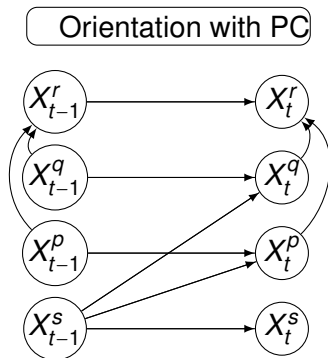 Orientation with PC
X^r_{t−1} X^r_t
X^q_{t−1} X^q_t
X^p_{t−1} X^p_t
X^s_{t−1} X^s_t